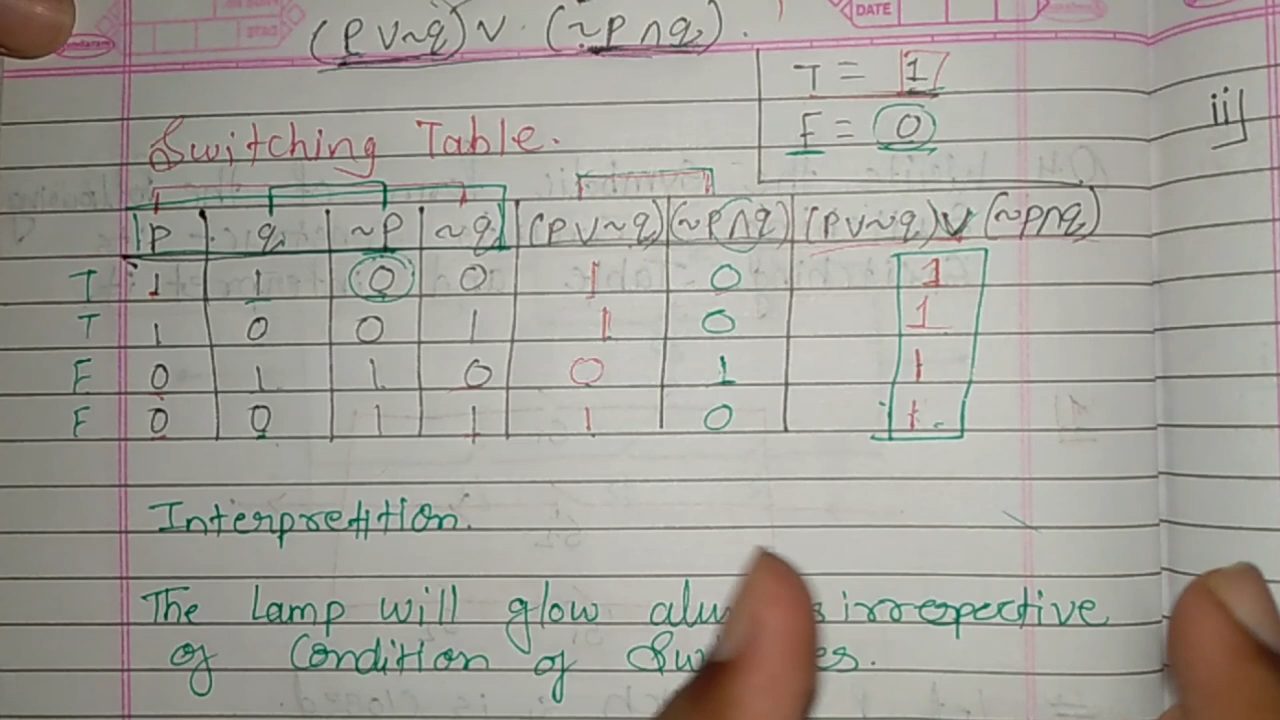 DATE
(p ∨ ~q) ∨ (~p ∧ q).
T = 1
F = 0
ii)
Switching Table.
p q ~p ~q (p∨~q) (~p∧q) (p∨~q)∨(~p∧q)
T 1 1 0 0 1 0 1
T 1 0 0 1 1 0 1
F 0 1 1 0 0 1 1
F 0 0 1 1 1 0 1.
Interprettion.
The Lamp will glow irrespective
of Condition of